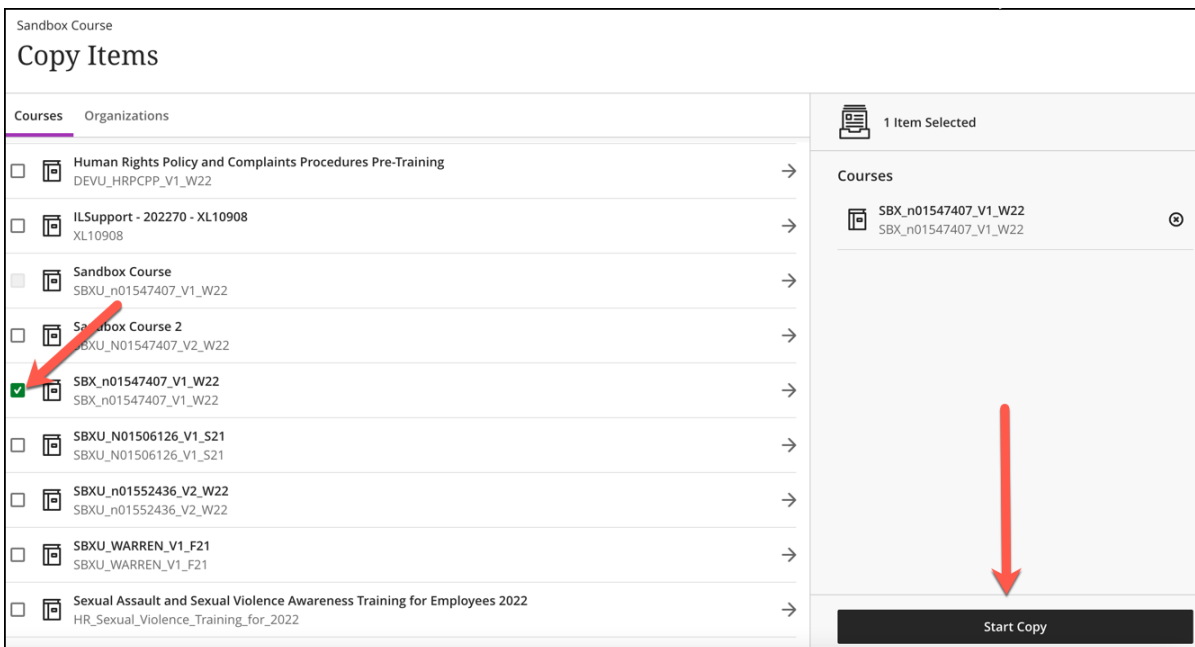 Sandbox Course
Copy Items
Courses
Organizations
1 Item Selected
Human Rights Policy and Complaints Procedures Pre-Training
DEVU_HRPCPP_V1_W22
ILSupport - 202270 - XL10908
XL10908
Sandbox Course
SBXU_n01547407_V1_W22
Sandbox Course 2
SBXU_N01547407_V2_W22
SBX_n01547407_V1_W22
SBX_n01547407_V1_W22
SBXU_N01506126_V1_S21
SBXU_N01506126_V1_S21
SBXU_n01552436_V2_W22
SBXU_n01552436_V2_W22
SBXU_WARREN_V1_F21
SBXU_WARREN_V1_F21
Sexual Assault and Sexual Violence Awareness Training for Employees 2022
HR_Sexual_Violence_Training_for_2022
Courses
SBX_n01547407_V1_W22
SBX_n01547407_V1_W22
Start Copy